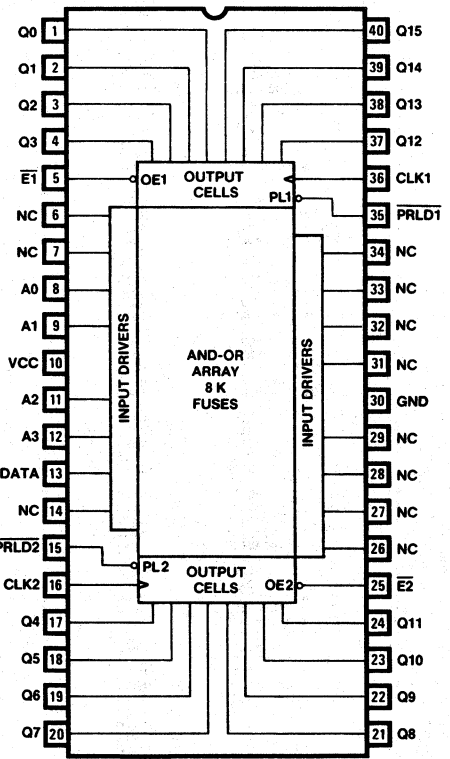 Q0 1 40 Q15
Q1 2 39 Q14
Q2 3 38 Q13
Q3 4 37 Q12
E1 5 OE1 OUTPUT CELLS 36 CLK1
NC 6 PL1 35 PRLD1
NC 7 34 NC
A0 8 33 NC
A1 9 32 NC
VCC 10 31 NC
INPUT DRIVERS
AND-OR
ARRAY
8 K
FUSES
INPUT DRIVERS
A2 11 30 GND
A3 12 29 NC
DATA 13 28 NC
NC 14 27 NC
PRLD2 15 PL2 26 NC
CLK2 16 OUTPUT CELLS OE2 25 E2
Q4 17 24 Q11
Q5 18 23 Q10
Q6 19 22 Q9
Q7 20 21 Q8